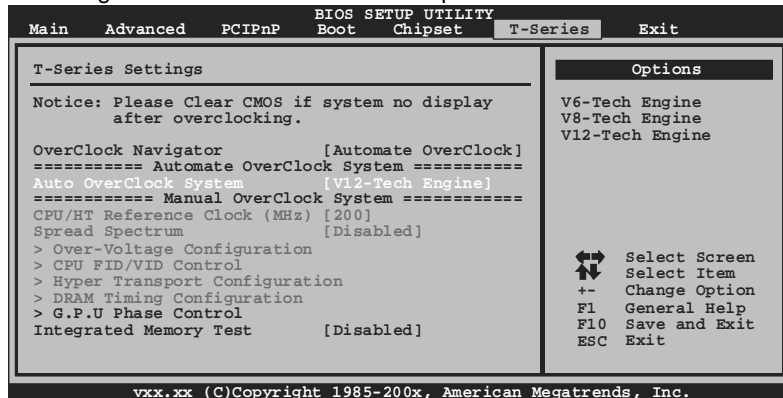 BIOS SETUP UTILITY
Main Advanced PCIPnP Boot Chipset T-Series Exit
T-Series Settings
Notice: Please Clear CMOS if system no display
after overclocking.
OverClock Navigator [Automate OverClock]
=========== Automate OverClock System ===========
Auto OverClock System [V12-Tech Engine]
============ Manual OverClock System ============
CPU/HT Reference Clock (MHz) [200]
Spread Spectrum [Disabled]
> Over-Voltage Configuration
> CPU FID/VID Control
> Hyper Transport Configuration
> DRAM Timing Configuration
> G.P.U Phase Control
Integrated Memory Test [Disabled]
Options
V6-Tech Engine
V8-Tech Engine
V12-Tech Engine
Select Screen
Select Item
+- Change Option
F1 General Help
F10 Save and Exit
ESC Exit
vxx.xx (C)Copyright 1985-200x, American Megatrends, Inc.